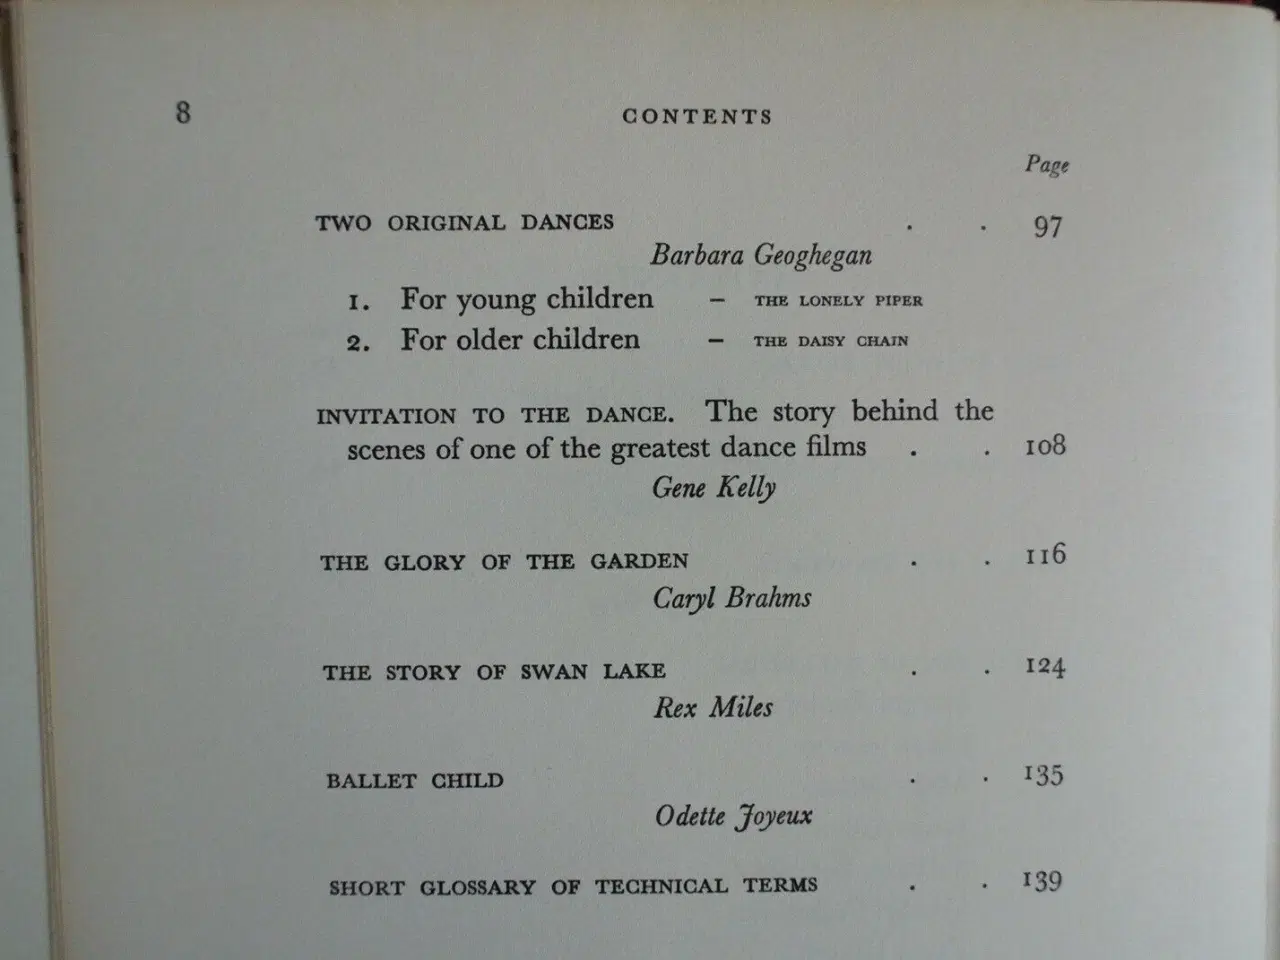 8 CONTENTS
Page
TWO ORIGINAL DANCES . . 97
Barbara Geoghegan
1. For young children – THE LONELY PIPER
2. For older children – THE DAISY CHAIN
INVITATION TO THE DANCE. The story behind the
scenes of one of the greatest dance films . . 108
Gene Kelly
THE GLORY OF THE GARDEN . . 116
Caryl Brahms
THE STORY OF SWAN LAKE . . 124
Rex Miles
BALLET CHILD . . 135
Odette Joyeux
SHORT GLOSSARY OF TECHNICAL TERMS . . 139